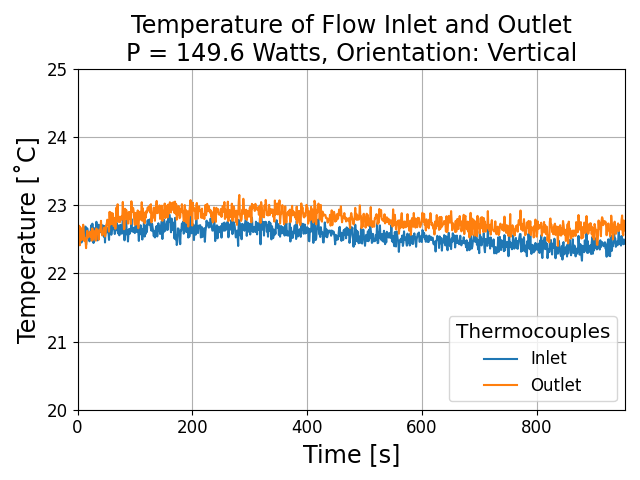 Temperature of Flow Inlet and Outlet
P = 149.6 Watts, Orientation: Vertical
Temperature [˚C]
25
24
23
22
21
20
0 200 400 600 800
Time [s]
Thermocouples
Inlet
Outlet